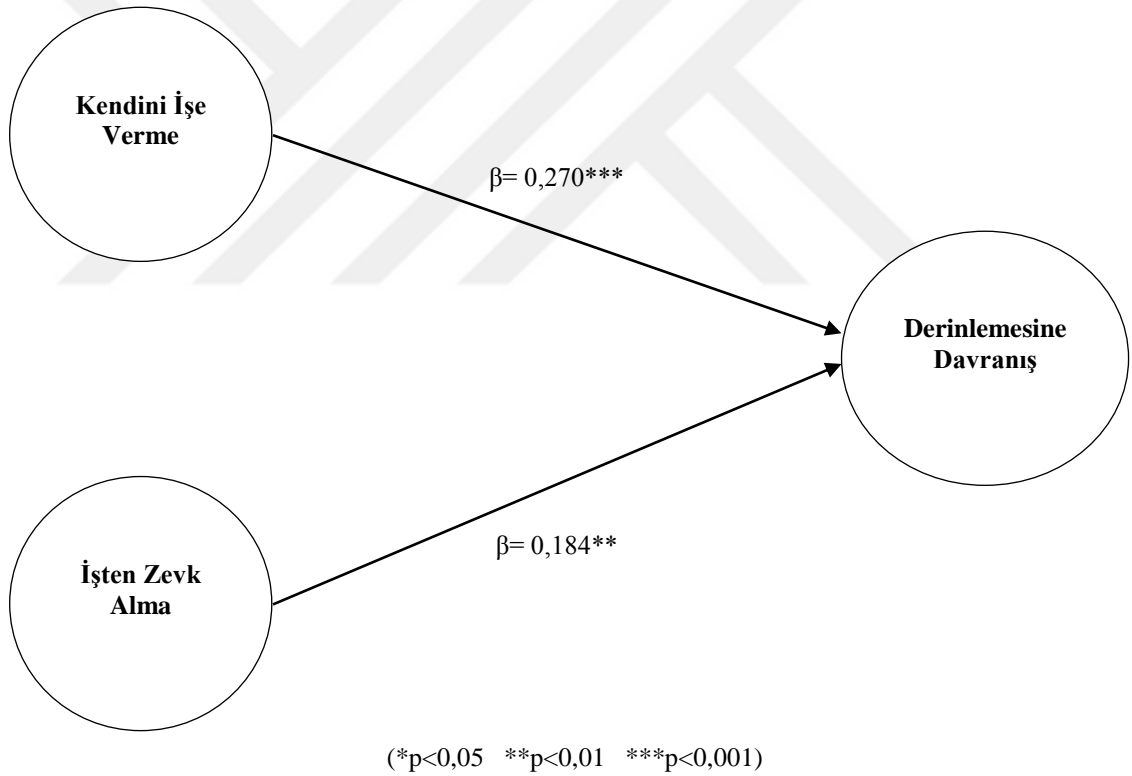 Kendini İşe
Verme
β= 0,270***
Derinlemesine
Davranış
β= 0,184**
İşten Zevk
Alma
(*p<0,05 **p<0,01 ***p<0,001)